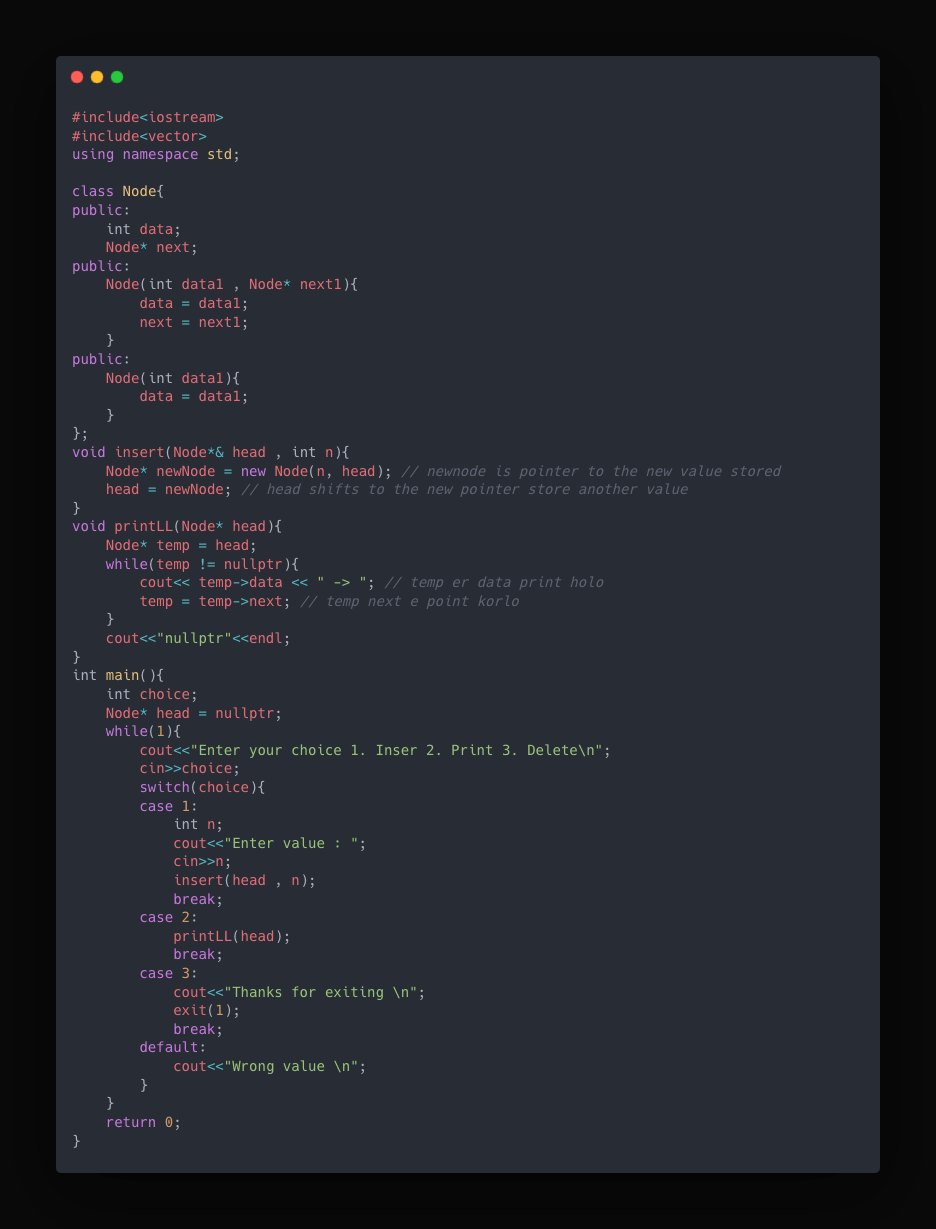 #include<iostream>
#include<vector>
using namespace std;

class Node{
public:
    int data;
    Node* next;
public:
    Node(int data1 , Node* next1){
        data = data1;
        next = next1;
    }
public:
    Node(int data1){
        data = data1;
    }
};
void insert(Node*& head , int n){
    Node* newNode = new Node(n, head); // newnode is pointer to the new value stored
    head = newNode; // head shifts to the new pointer store another value
}
void printLL(Node* head){
    Node* temp = head;
    while(temp != nullptr){
        cout<< temp->data << " -> "; // temp er data print holo
        temp = temp->next; // temp next e point korlo
    }
    cout<<"nullptr"<<endl;
}
int main(){
    int choice;
    Node* head = nullptr;
    while(1){
        cout<<"Enter your choice 1. Inser 2. Print 3. Delete\n";
        cin>>choice;
        switch(choice){
        case 1:
            int n;
            cout<<"Enter value : ";
            cin>>n;
            insert(head , n);
            break;
        case 2:
            printLL(head);
            break;
        case 3:
            cout<<"Thanks for exiting \n";
            exit(1);
            break;
        default:
            cout<<"Wrong value \n";
        }
    }
    return 0;
}